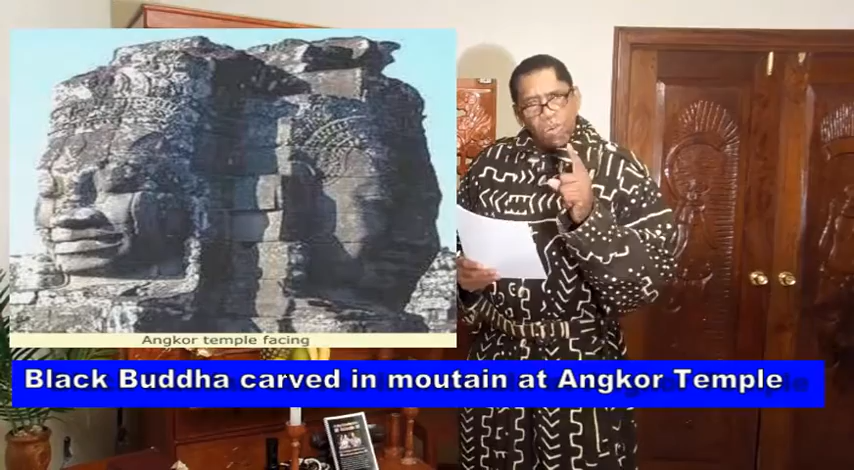 Angkor temple facing
Black Buddha carved in moutain at Angkor Temple